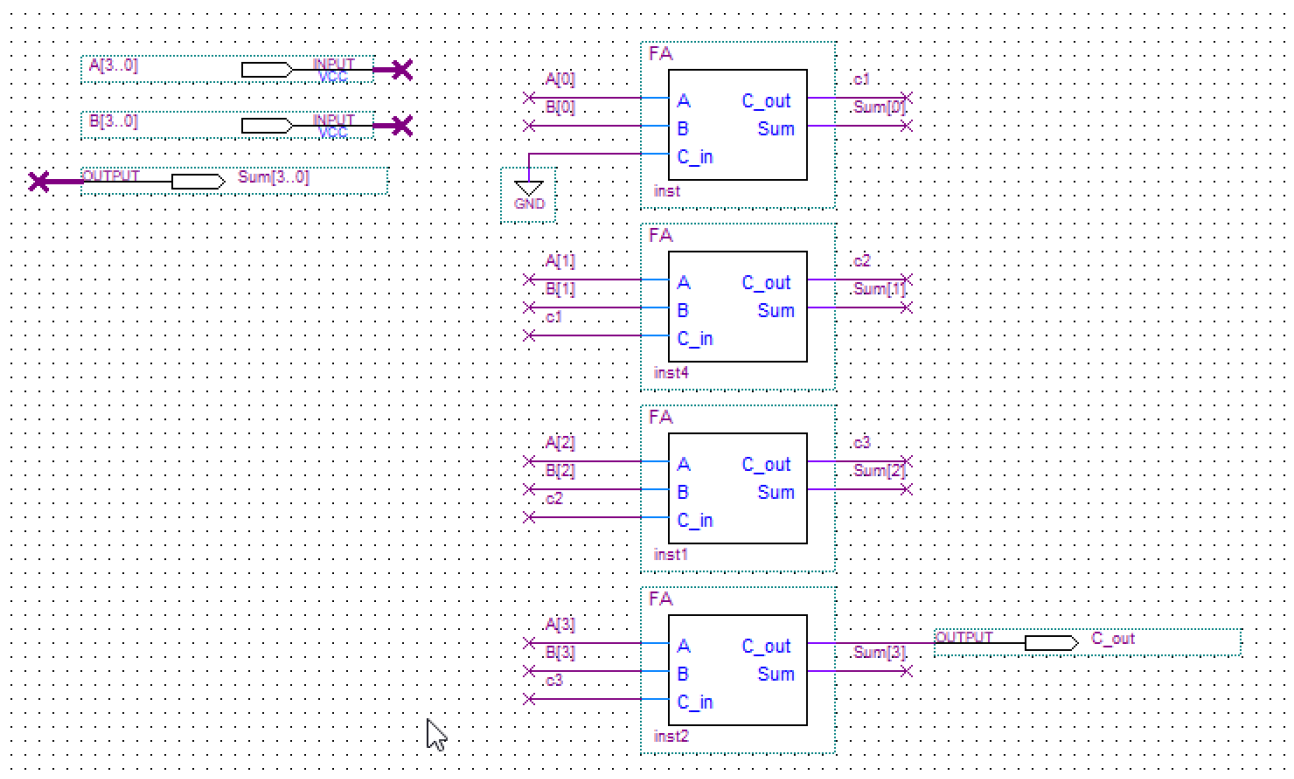 A[3..0] INPUT
VCC
B[3..0] INPUT
VCC
OUTPUT Sum[3..0]
FA
A[0] c1
B[0] A C_out Sum[0]
B Sum
C_in
GND
inst
FA
A[1] c2
B[1] A C_out Sum[1]
c1 B Sum
C_in
inst4
FA
A[2] c3
B[2] A C_out Sum[2]
c2 B Sum
C_in
inst1
FA
A[3] OUTPUT C_out
B[3] A C_out Sum[3]
c3 B Sum
C_in
inst2